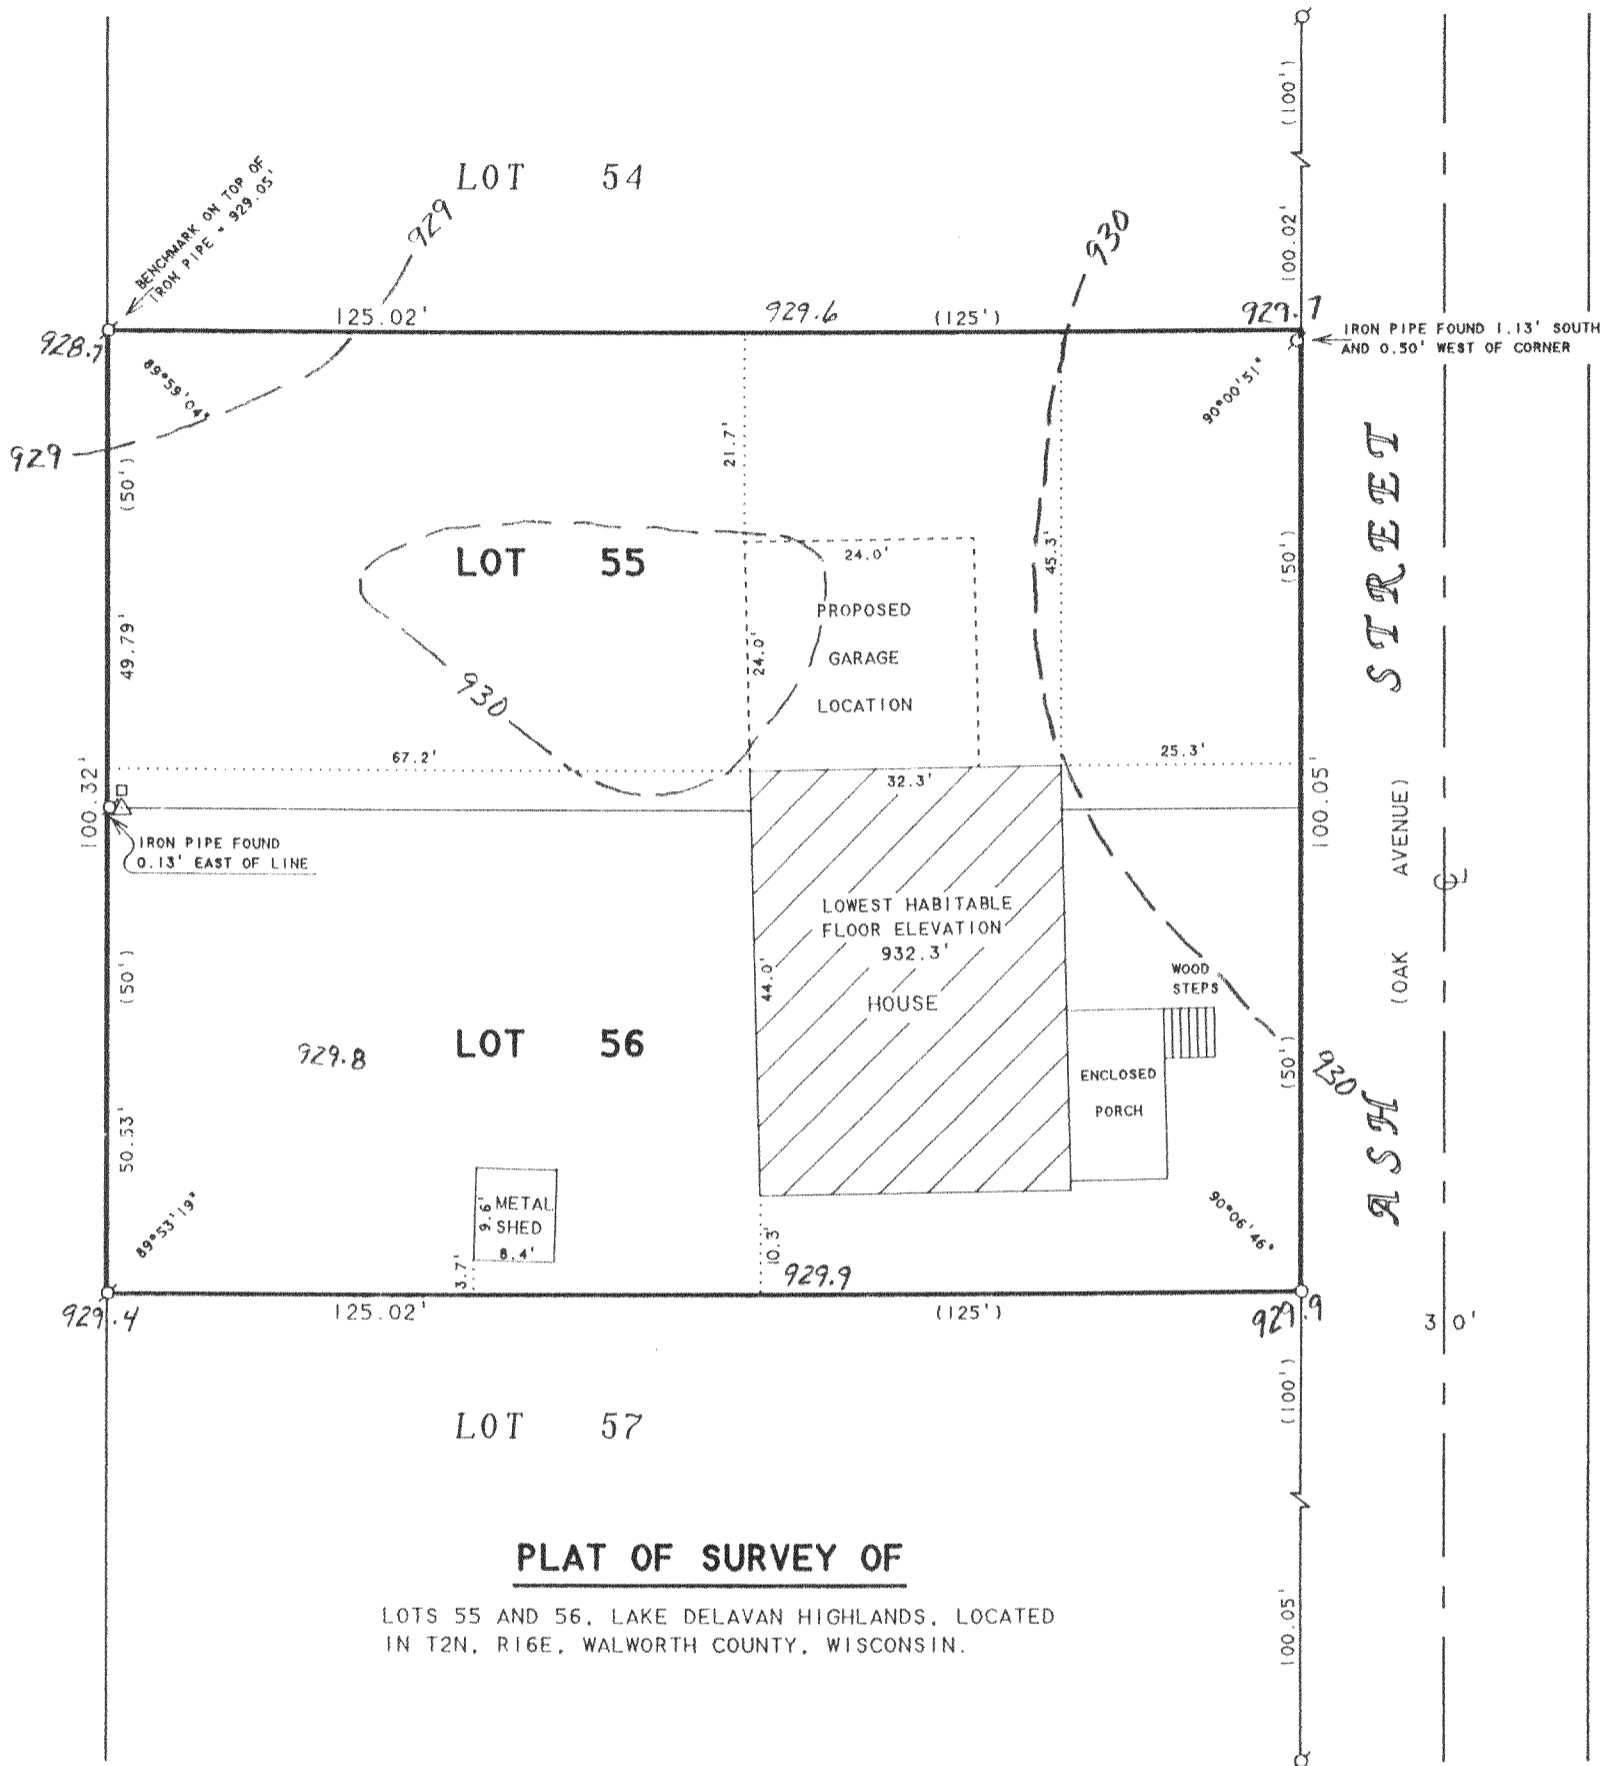 (100')
100.02'
LOT 54
BENCHMARK ON TOP OF
IRON PIPE = 929.05'
929
930
125.02'
929.6
(125')
929.7
928.7
IRON PIPE FOUND 1.13' SOUTH
AND 0.50' WEST OF CORNER
89°59'04"
90°00'51"
929
(50')
21.7'
45.3'
(50')
LOT 55
24.0'
PROPOSED
GARAGE
LOCATION
24.0'
49.79'
930
67.2'
32.3'
25.3'
100.32'
100.05'
IRON PIPE FOUND
0.13' EAST OF LINE
ASH STREET
(OAK AVENUE)
LOWEST HABITABLE
FLOOR ELEVATION
932.3'
HOUSE
44.0'
WOOD
STEPS
(50')
LOT 56
929.8
ENCLOSED
PORCH
(50')
930
50.53'
METAL
SHED
9.6'
8.4'
3.7'
10.3'
89°53'19"
90°06'46"
929.9
929.4
125.02'
(125')
929.9
30'
LOT 57
(100')
100.05'
PLAT OF SURVEY OF
LOTS 55 AND 56, LAKE DELAVAN HIGHLANDS, LOCATED
IN T2N, R16E, WALWORTH COUNTY, WISCONSIN.